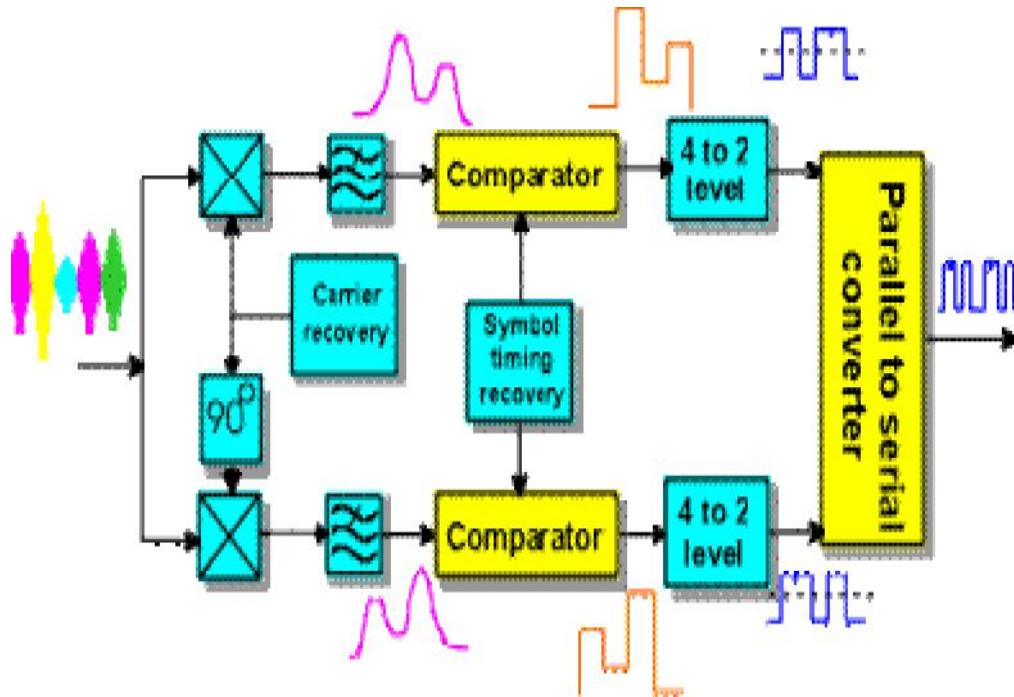 Comparator
4 to 2
level
Carrier
recovery
Symbol
timing
recovery
90°
Comparator
4 to 2
level
Parallel to serial
converter